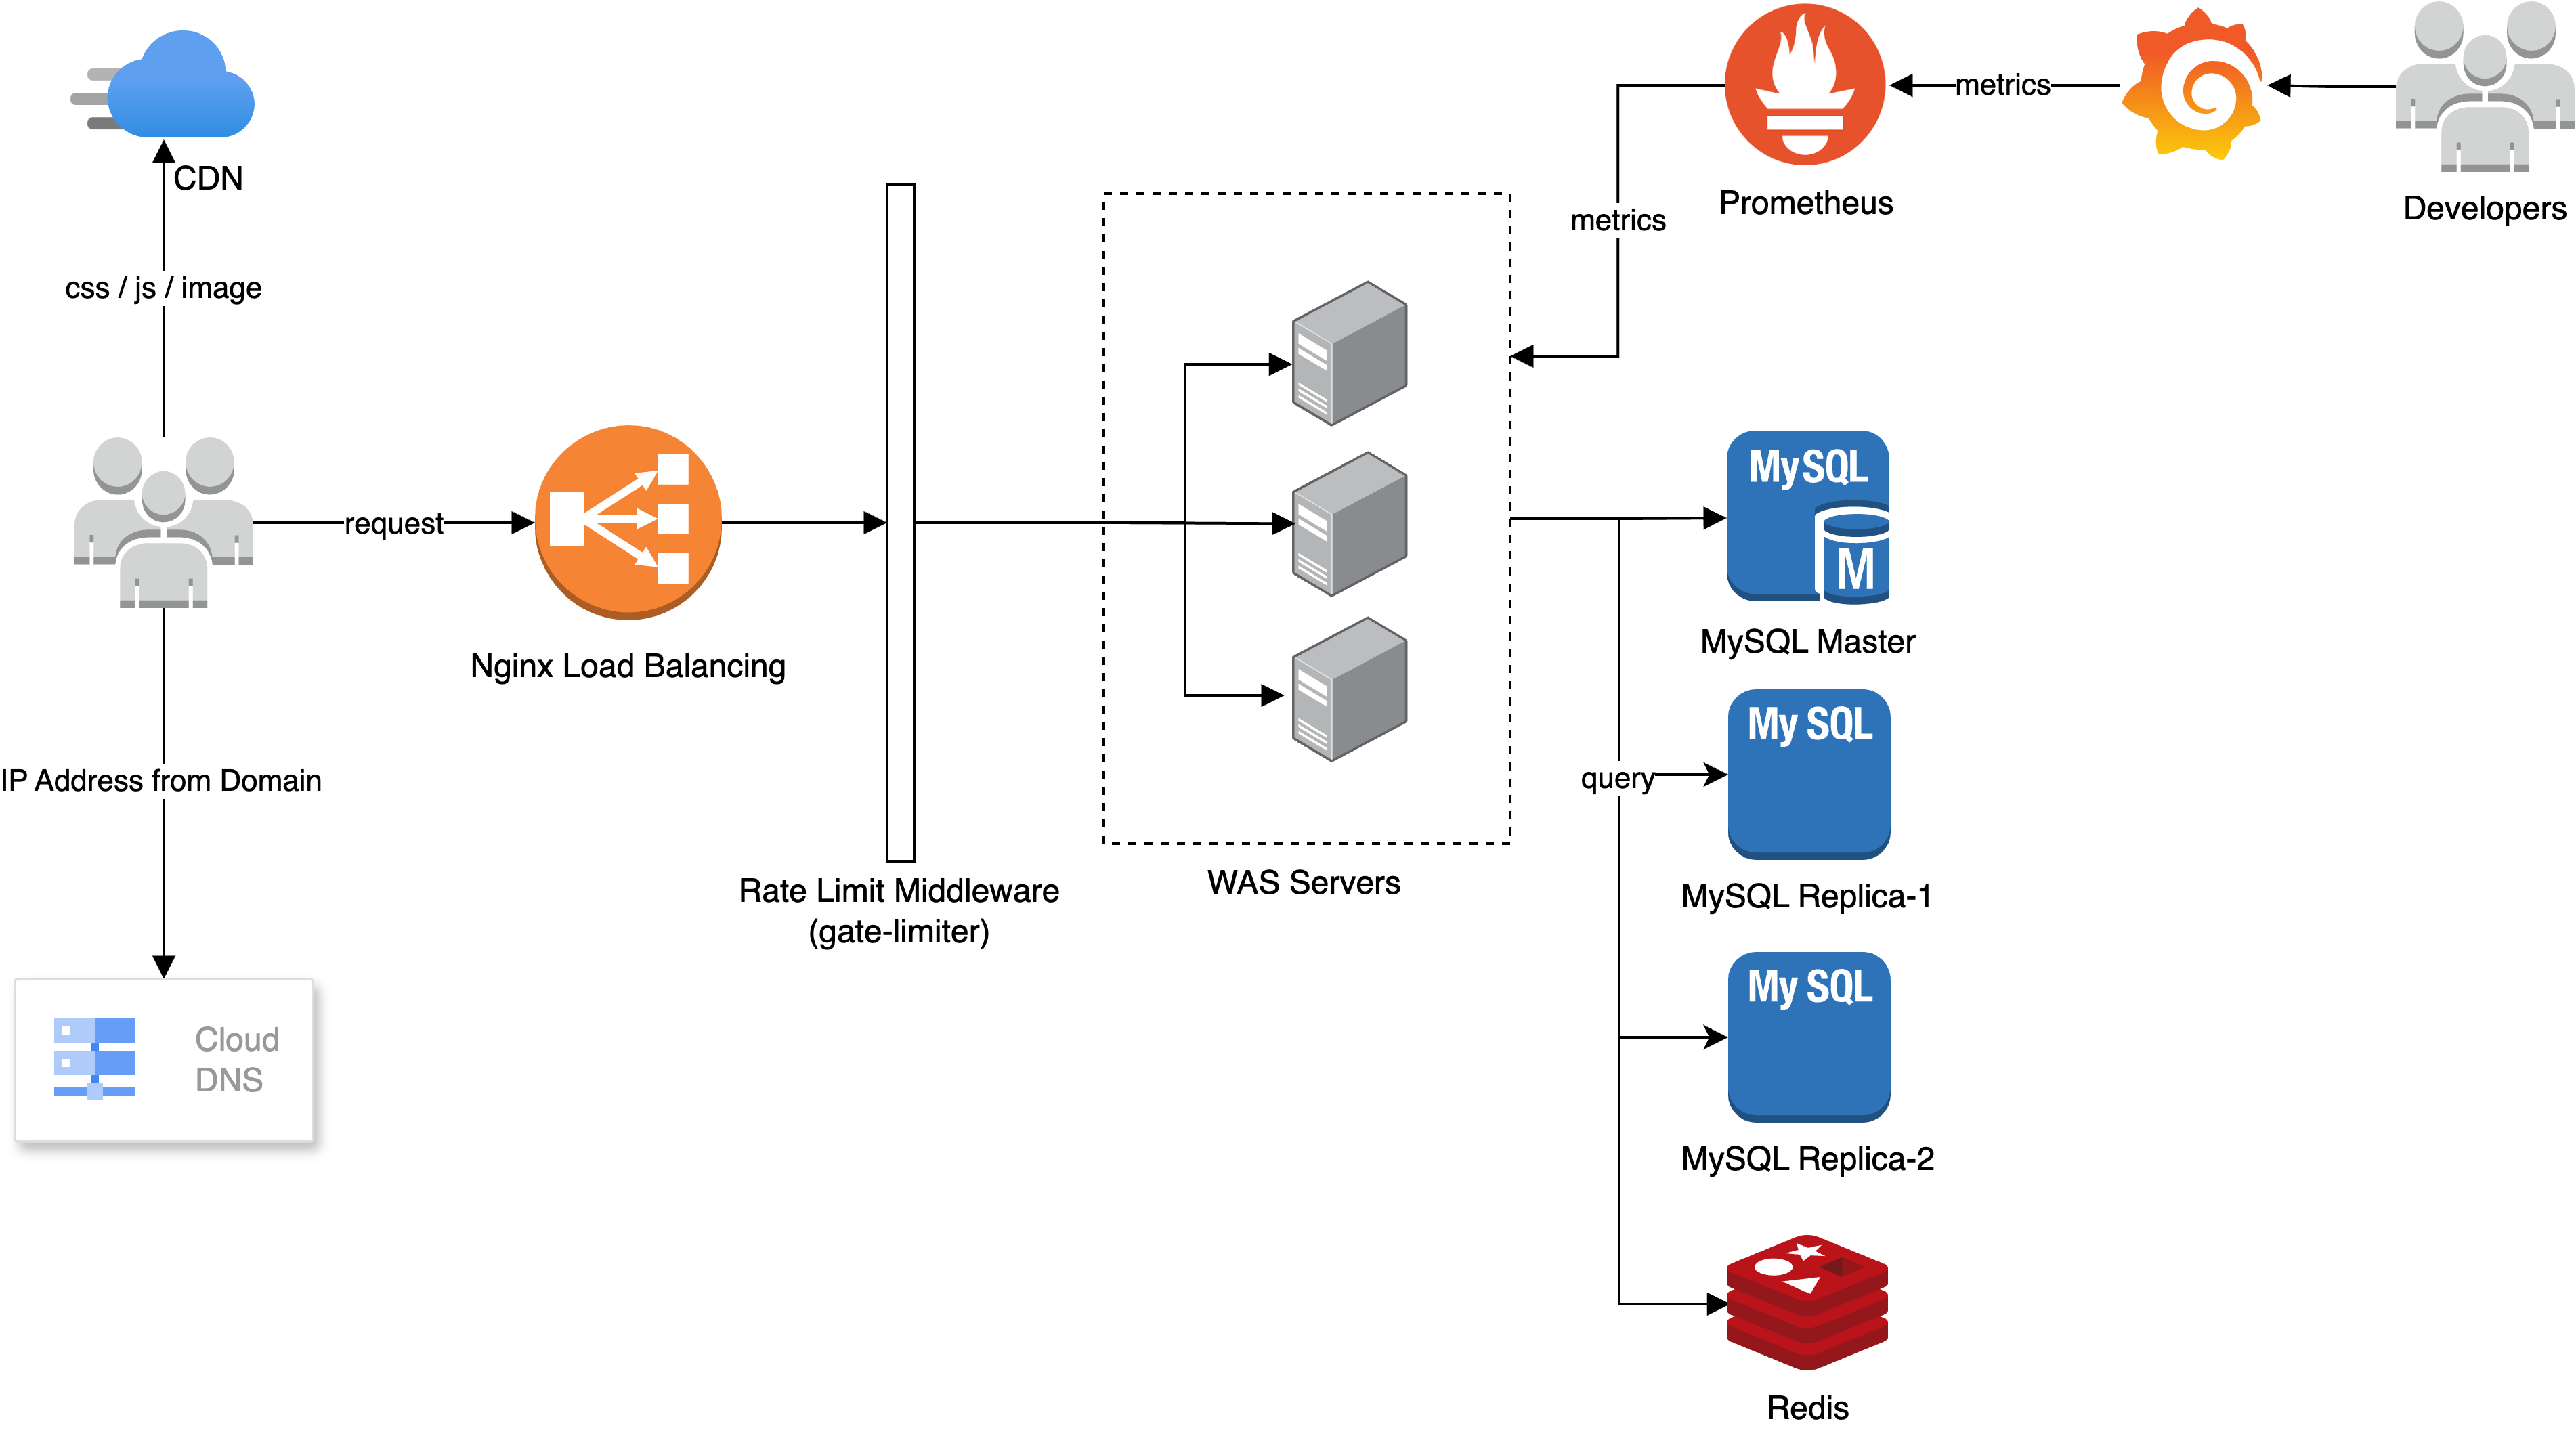 CDN
css / js / image
request
IP Address from Domain
Cloud
DNS
Nginx Load Balancing
Rate Limit Middleware
(gate-limiter)
WAS Servers
metrics
Prometheus
metrics
Developers
My SQL
M
MySQL Master
query
My SQL
MySQL Replica-1
My SQL
MySQL Replica-2
Redis